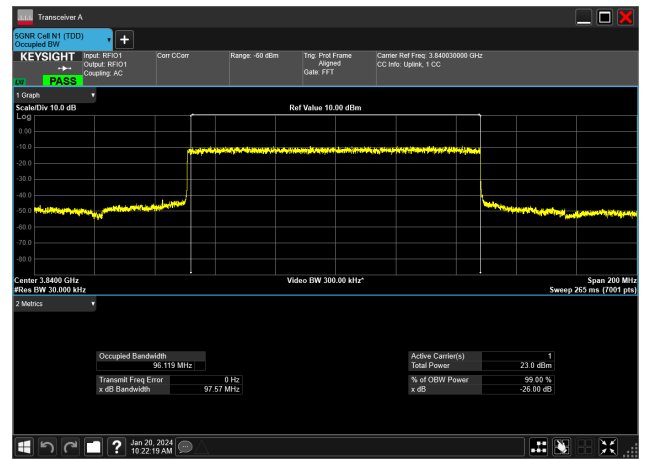 Transceiver A
5GNR Cell N1 (TDD)
Occupied BW
KEYSIGHT
LW PASS
Input: RFIO1
Output: RFIO1
Coupling: AC
Corr CCorr
Range: -60 dBm
Trig: Prot Frame
Aligned
Gate: FFT
Carrier Ref Freq: 3.840030000 GHz
CC Info: Uplink, 1 CC
1 Graph
Scale/Div 10.0 dB
Ref Value 10.00 dBm
Log
0.00
-10.0
-20.0
-30.0
-40.0
-50.0
-60.0
-70.0
-80.0
Center 3.8400 GHz
Video BW 300.00 kHz*
Span 200 MHz
#Res BW 30.000 kHz
Sweep 265 ms (7001 pts)
2 Metrics
Occupied Bandwidth
96.119 MHz
Transmit Freq Error 0 Hz
x dB Bandwidth 97.57 MHz
Active Carrier(s) 1
Total Power 23.0 dBm
% of OBW Power 99.00 %
x dB -26.00 dB
?
Jan 20, 2024
10:22:19 AM